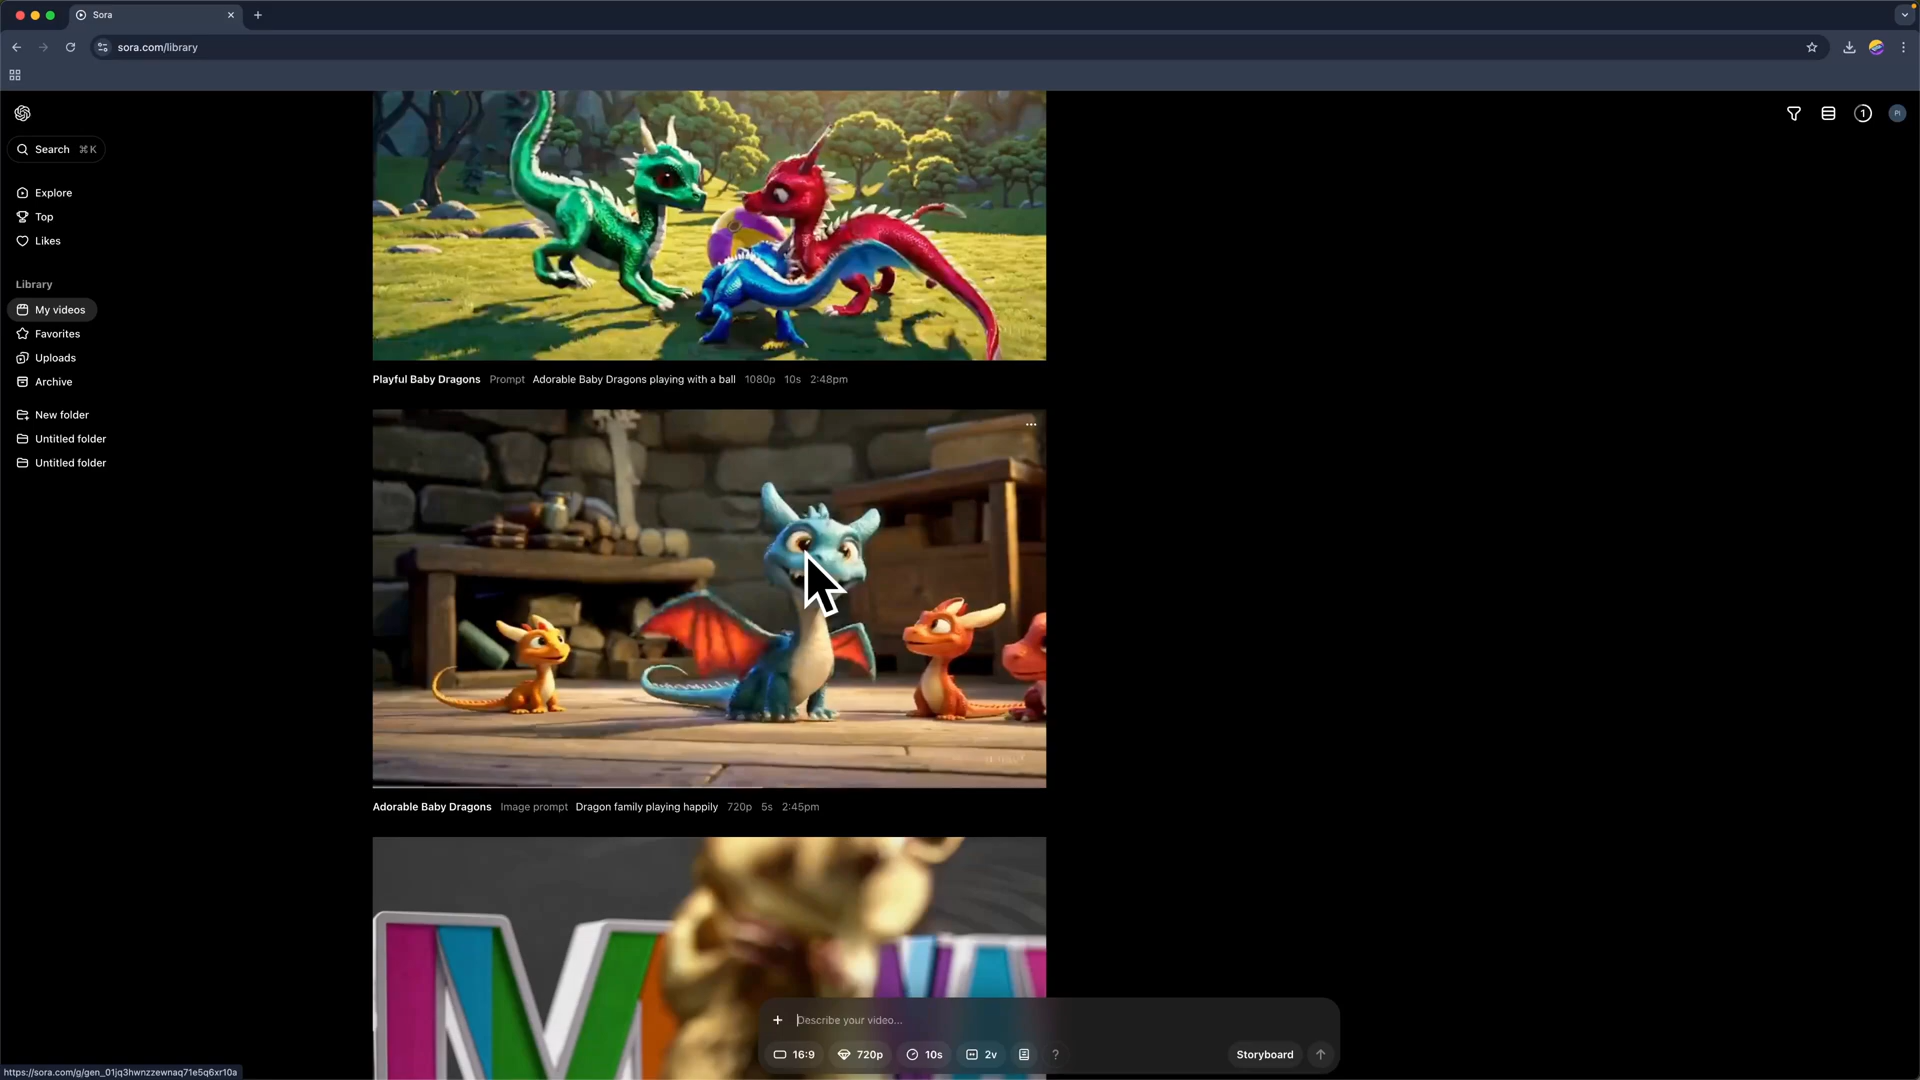 Sora
sora.com/library
Search ⌘K
1
PI
Explore
Top
Likes
Library
My videos
Favorites
Uploads
Archive
New folder
Untitled folder
Untitled folder
Playful Baby Dragons Prompt Adorable Baby Dragons playing with a ball 1080p 10s 2:48pm
Adorable Baby Dragons Image prompt Dragon family playing happily 720p 5s 2:45pm
M
Describe your video...
16:9 720p 10s 2v ? Storyboard
https://sora.com/g/gen_01jq3hwnzzewnaq71e5q6xr10a